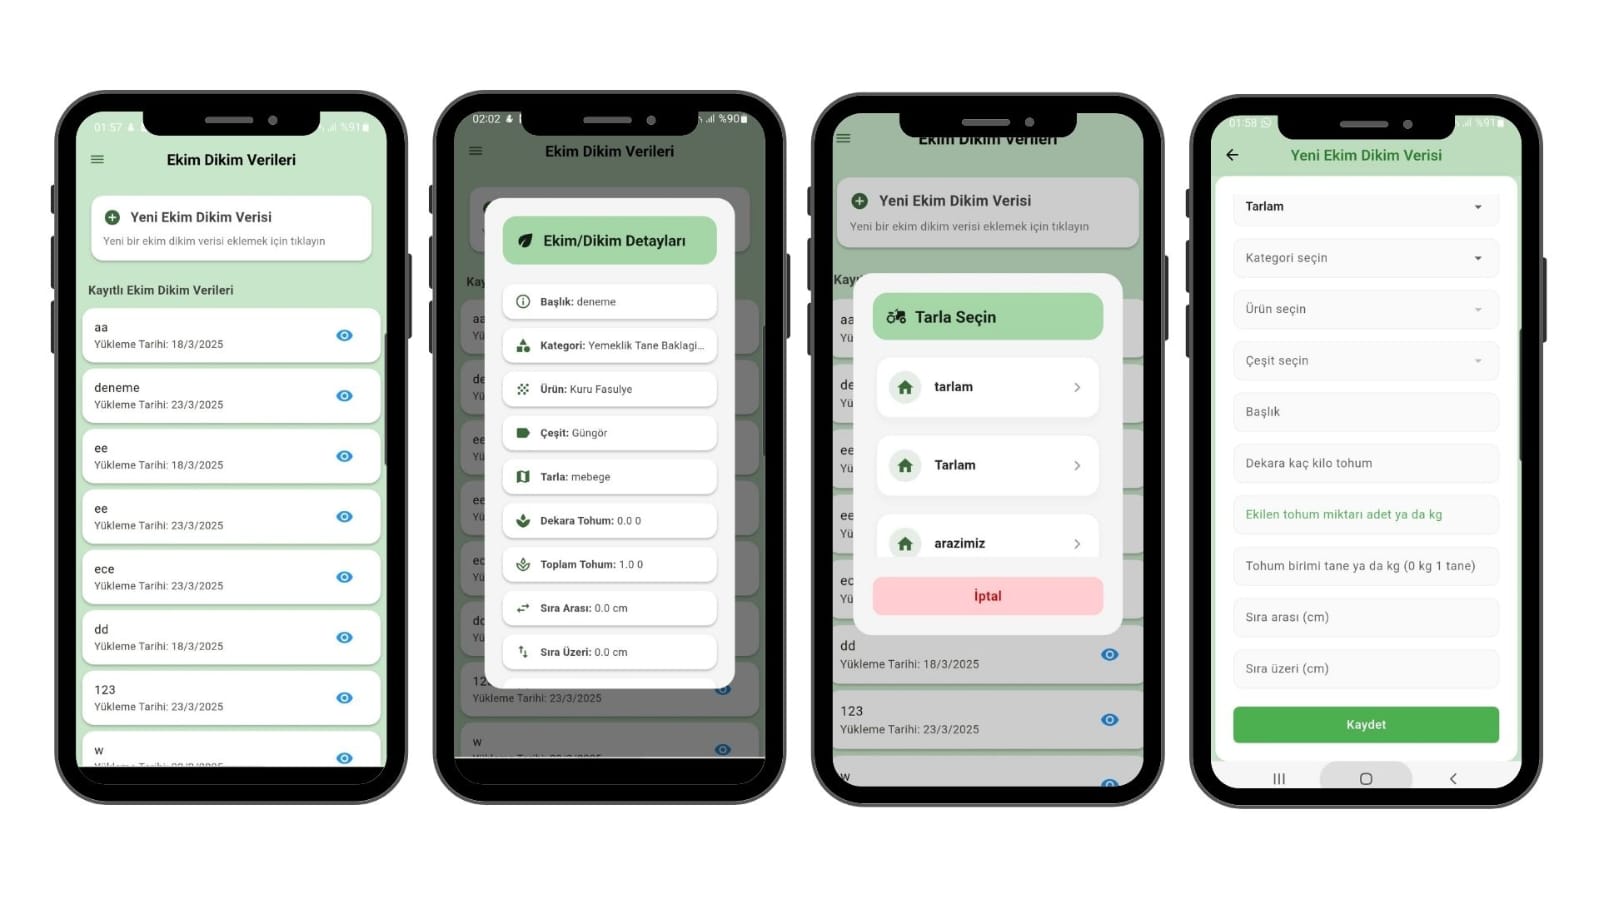 01:57
%91
Ekim Dikim Verileri
Yeni Ekim Dikim Verisi
Yeni bir ekim dikim verisi eklemek için tıklayın
Kayıtlı Ekim Dikim Verileri
aa
Yükleme Tarihi: 18/3/2025
deneme
Yükleme Tarihi: 23/3/2025
ee
Yükleme Tarihi: 18/3/2025
ee
Yükleme Tarihi: 23/3/2025
ece
Yükleme Tarihi: 23/3/2025
dd
Yükleme Tarihi: 18/3/2025
123
Yükleme Tarihi: 23/3/2025
w
02:02
%90
Ekim Dikim Verileri
Ekim/Dikim Detayları
Başlık: deneme
Kategori: Yemeklik Tane Baklagi...
Ürün: Kuru Fasulye
Çeşit: Güngör
Tarla: mebege
Dekara Tohum: 0.0 0
Toplam Tohum: 1.0 0
Sıra Arası: 0.0 cm
Sıra Üzeri: 0.0 cm
Yükleme Tarihi: 23/3/2025
w
Ekim Dikim Verileri
Yeni Ekim Dikim Verisi
Yeni bir ekim dikim verisi eklemek için tıklayın
Tarla Seçin
tarlam
Tarlam
arazimiz
İptal
dd
Yükleme Tarihi: 18/3/2025
123
Yükleme Tarihi: 23/3/2025
w
01:58
%91
Yeni Ekim Dikim Verisi
Tarlam
Kategori seçin
Ürün seçin
Çeşit seçin
Başlık
Dekara kaç kilo tohum
Ekilen tohum miktarı adet ya da kg
Tohum birimi tane ya da kg (0 kg 1 tane)
Sıra arası (cm)
Sıra üzeri (cm)
Kaydet